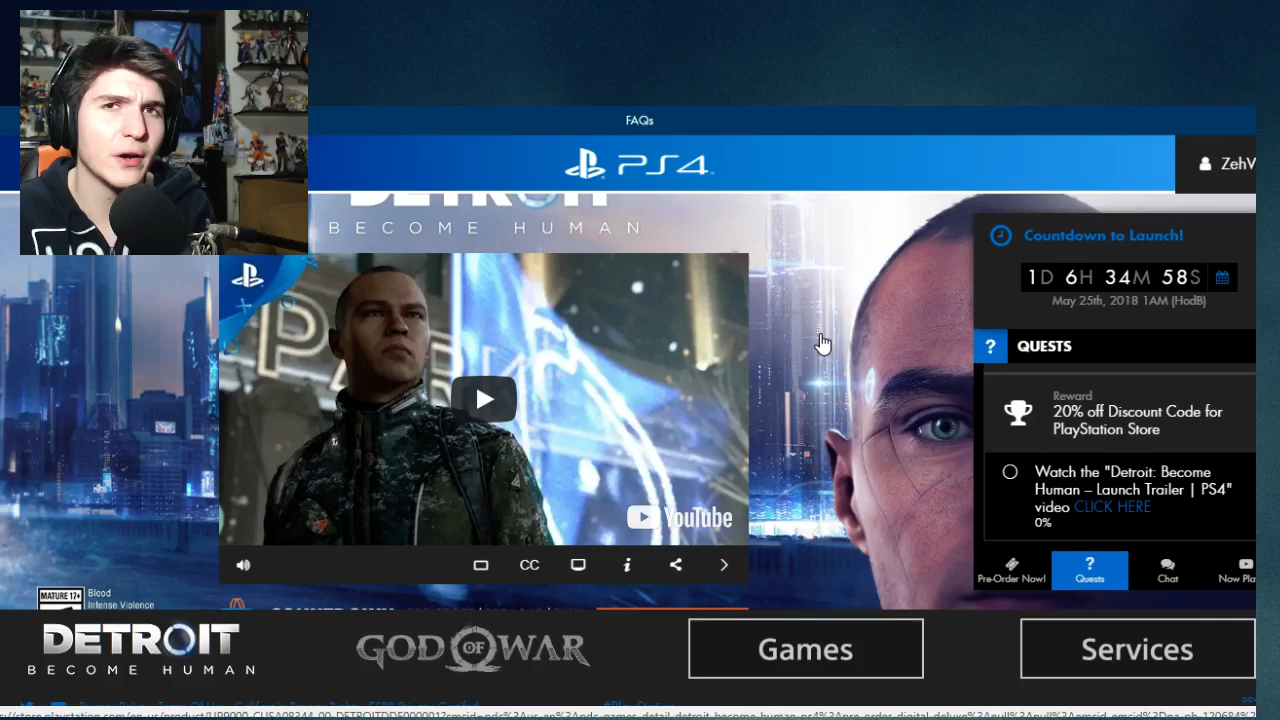 FAQs
PS4
ZehV
DETROIT
BECOME HUMAN
Countdown to Launch!
1D 6H 34M 58S
May 25th, 2018 1AM (HodB)
QUESTS
Reward
20% off Discount Code for
PlayStation Store
Watch the "Detroit: Become
Human – Launch Trailer | PS4"
video CLICK HERE
0%
YouTube
CC
Pre-Order Now!
Quests
Chat
Now Pla
MATURE 17+
Blood
Intense Violence
COUNTDOWN
DETROIT
BECOME HUMAN
GOD OF WAR
Games
Services